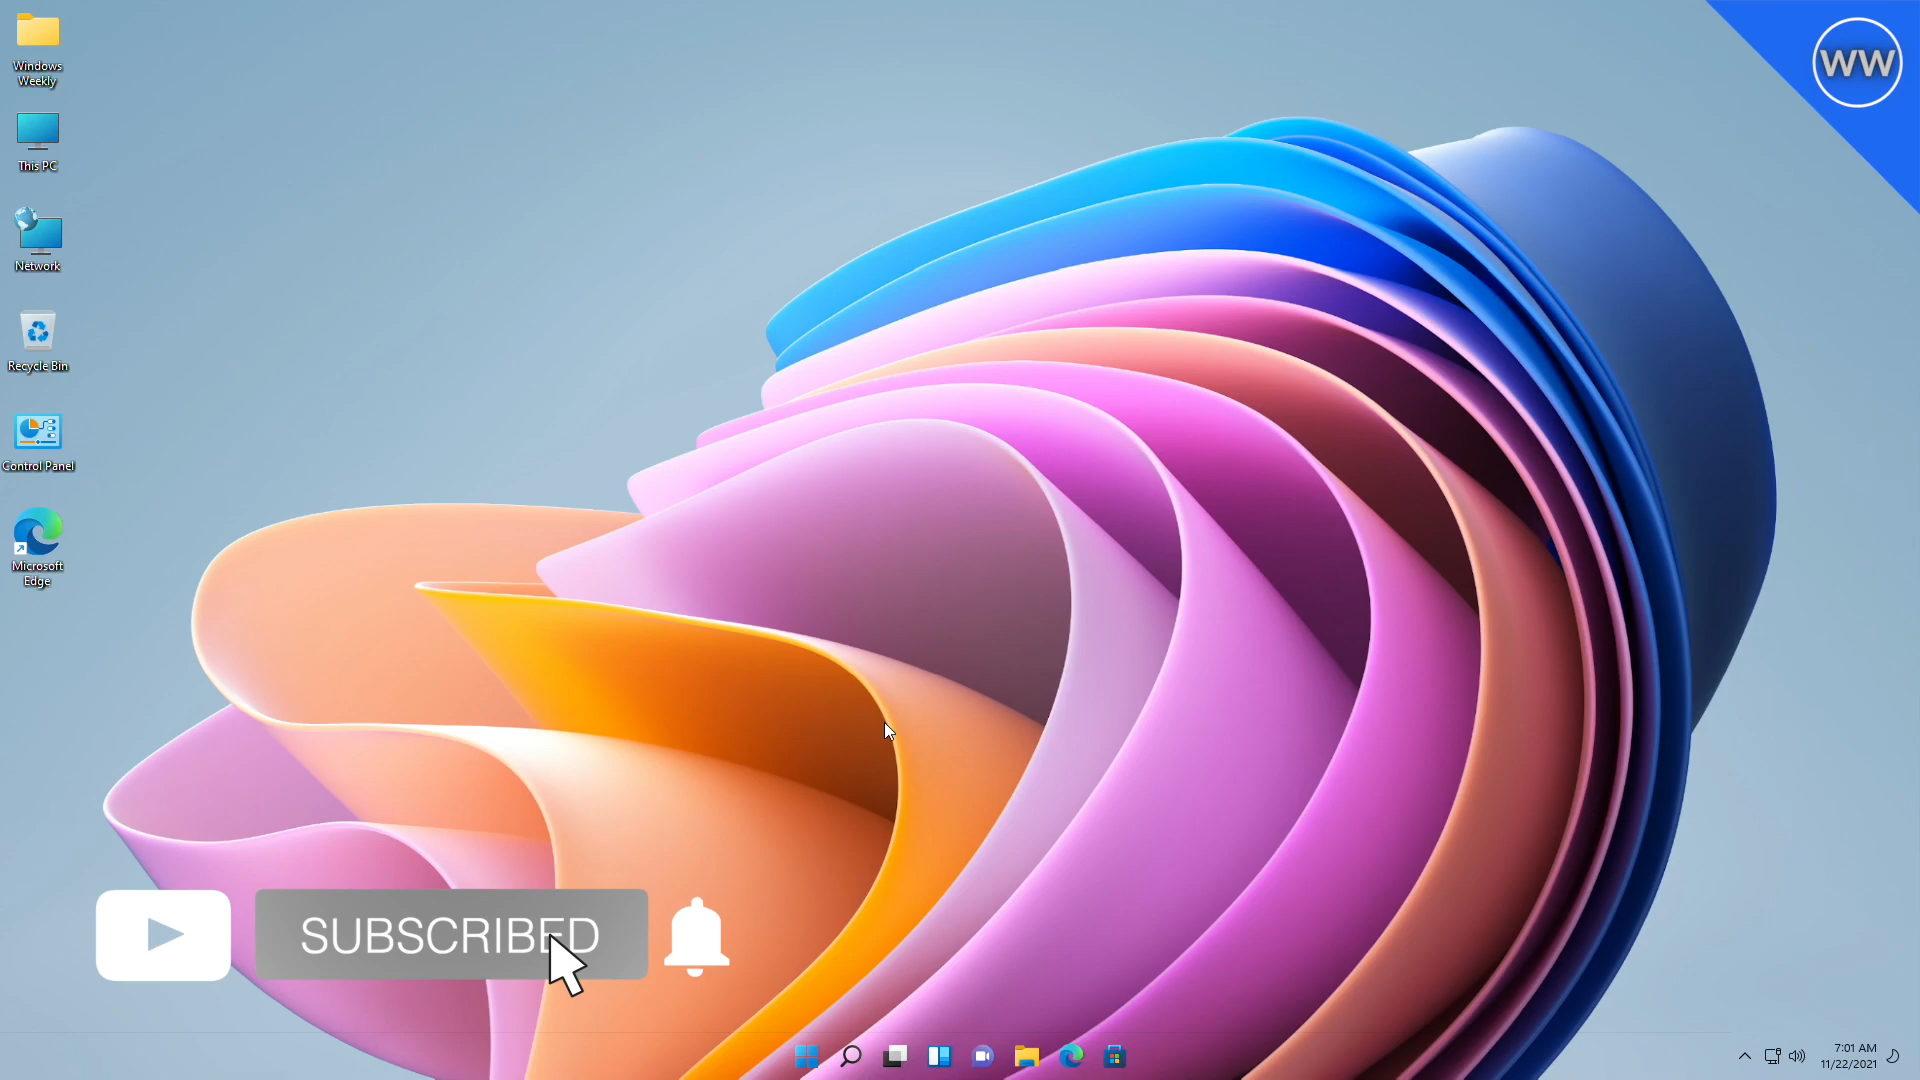 Windows
Weekly
This PC
Network
Recycle Bin
Control Panel
Microsoft
Edge
WW
SUBSCRIBED
7:01 AM
11/22/2021